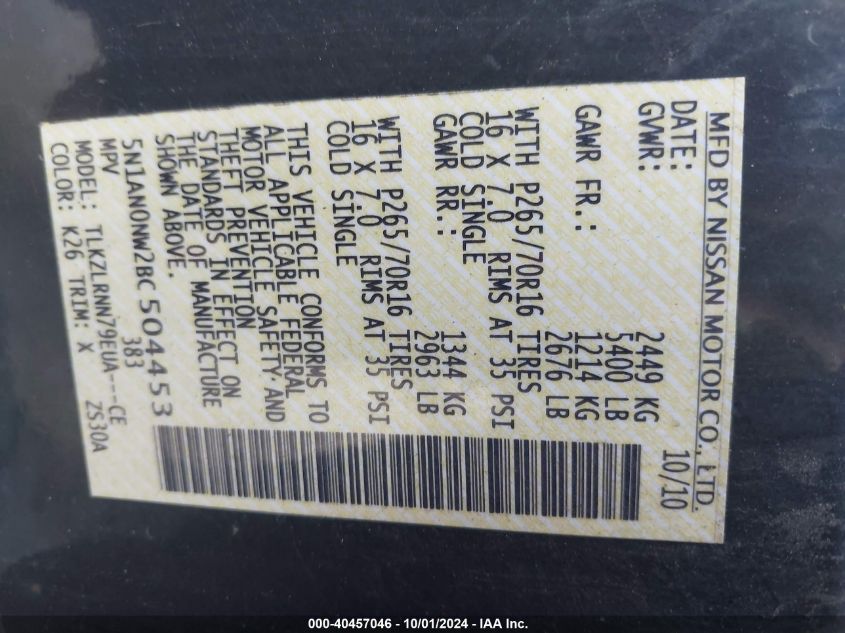 MFD BY NISSAN MOTOR CO., LTD.
DATE: 10/10
GVWR: 2449 KG
5400 LB
GAWR FR.: 1214 KG
2676 LB
WITH P265/70R16 TIRES
16 X 7.0 RIMS AT 35 PSI
COLD SINGLE
GAWR RR.: 1344 KG
2963 LB
WITH P265/70R16 TIRES
16 X 7.0 RIMS AT 35 PSI
COLD SINGLE
THIS VEHICLE CONFORMS TO
ALL APPLICABLE FEDERAL
MOTOR VEHICLE SAFETY AND
THEFT PREVENTION
STANDARDS IN EFFECT ON
THE DATE OF MANUFACTURE
SHOWN ABOVE.
5N1AN0NW2BC504453
MPV 383
MODEL: TLKZLRNN79EUA---CE
COLOR: K26 TRIM: X ZS30A
000-40457046 - 10/01/2024 - IAA Inc.